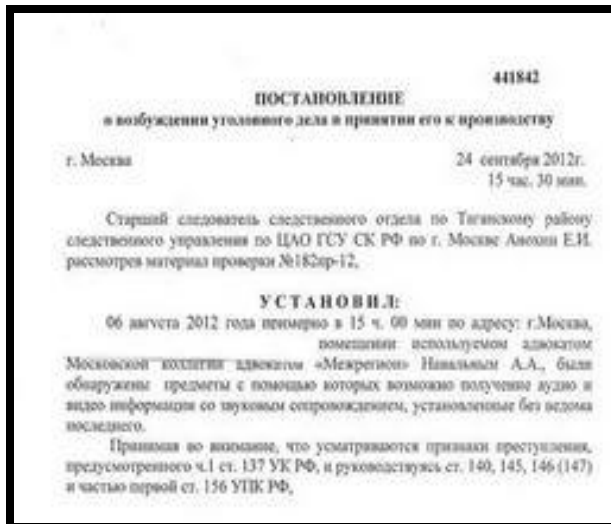 441842
ПОСТАНОВЛЕНИЕ
о возбуждении уголовного дела и принятии его к производству
г. Москва 24 сентября 2012г.
15 час. 30 мин.
Старший следователь следственного отдела по Таганскому району
следственного управления по ЦАО ГСУ СК РФ по г. Москве Анохин Е.И.
рассмотрев материал проверки №182пр-12,
УСТАНОВИЛ:
06 августа 2012 года примерно в 15 ч. 00 мин по адресу: г.Москва,
помещении используемом адвокатом
Московской коллегии адвокатов «Межрегион» Навальным А.А., были
обнаружены предметы с помощью которых возможно получение аудио и
видео информации со звуковым сопровождением, установленные без ведома
последнего.
Принимая во внимание, что усматриваются признаки преступления,
предусмотренного ч.1 ст. 137 УК РФ, и руководствуясь ст. 140, 145, 146 (147)
и частью первой ст. 156 УПК РФ,